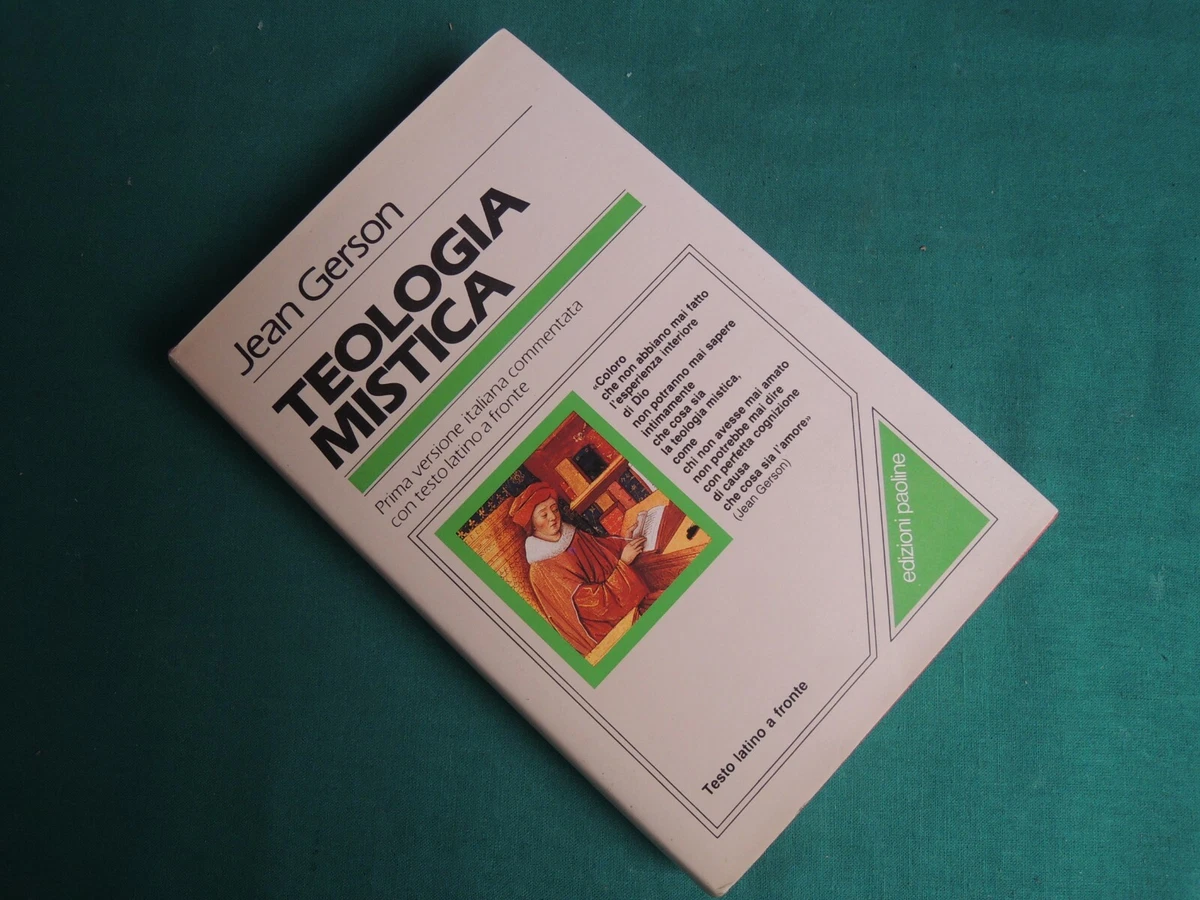 Jean Gerson
TEOLOGIA
MISTICA
Prima versione italiana commentata
con testo latino a fronte
«Coloro
che non abbiano mai fatto
l'esperienza interiore
di Dio
non potranno mai sapere
intimamente
che cosa sia
la teologia mistica,
come
chi non avesse mai amato
non potrebbe mai dire
con perfetta cognizione
di causa
che cosa sia l'amore»
(Jean Gerson)
edizioni paoline
Testo latino a fronte